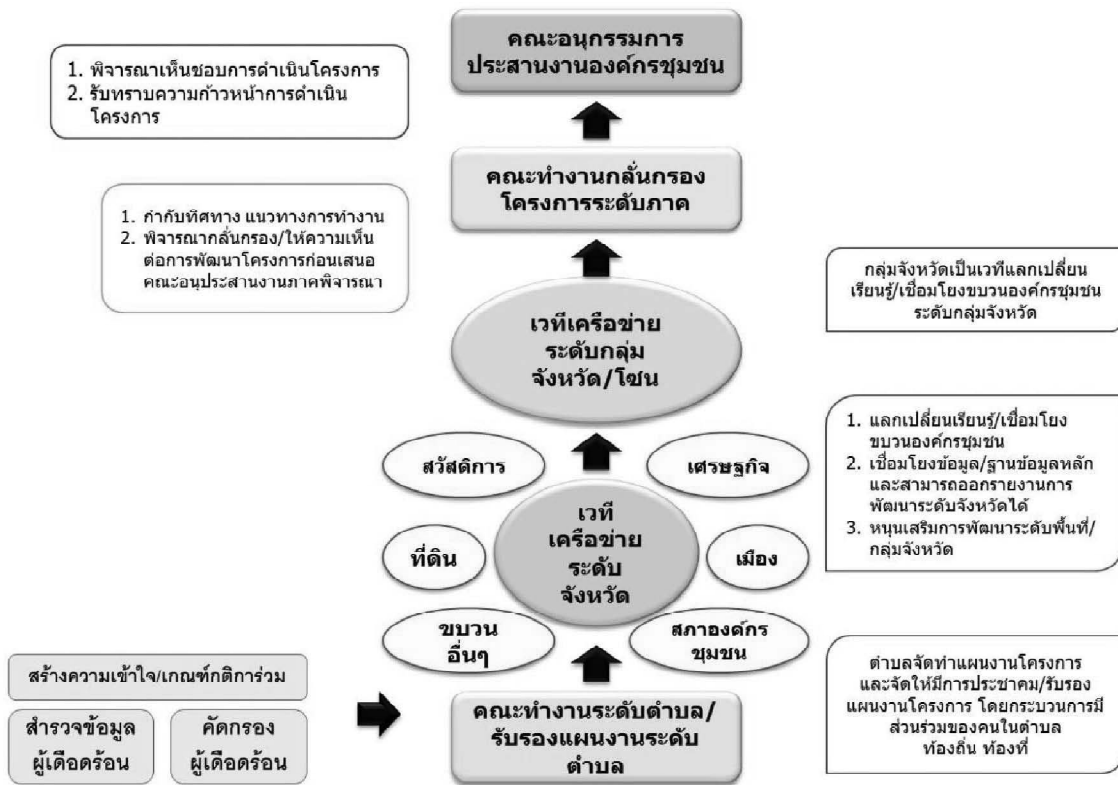 คณะอนุกรรมการ
ประสานงานองค์กรชุมชน
1. พิจารณาเห็นชอบการดำเนินโครงการ
2. รับทราบความก้าวหน้าการดำเนิน
โครงการ
คณะทำงานกลั่นกรอง
โครงการระดับภาค
1. กำกับทิศทาง แนวทางการทำงาน
2. พิจารณากลั่นกรอง/ให้ความเห็น
ต่อการพัฒนาโครงการก่อนเสนอ
คณะอนุประสานงานภาคพิจารณา
เวทีเครือข่าย
ระดับกลุ่ม
จังหวัด/โซน
กลุ่มจังหวัดเป็นเวทีแลกเปลี่ยน
เรียนรู้/เชื่อมโยงขบวนองค์กรชุมชน
ระดับกลุ่มจังหวัด
สวัสดิการ
เศรษฐกิจ
ที่ดิน
เวที
เครือข่าย
ระดับ
จังหวัด
เมือง
ขบวน
อื่นๆ
สภาองค์กร
ชุมชน
1. แลกเปลี่ยนเรียนรู้/เชื่อมโยง
ขบวนองค์กรชุมชน
2. เชื่อมโยงข้อมูล/ฐานข้อมูลหลัก
และสามารถออกรายงานการ
พัฒนาระดับจังหวัดได้
3. หนุนเสริมการพัฒนาระดับพื้นที่/
กลุ่มจังหวัด
สร้างความเข้าใจ/เกณฑ์กติการ่วม
สำรวจข้อมูล
ผู้เดือดร้อน
คัดกรอง
ผู้เดือดร้อน
คณะทำงานระดับตำบล/
รับรองแผนงานระดับ
ตำบล
ตำบลจัดทำแผนงานโครงการ
และจัดให้มีการประชาคม/รับรอง
แผนงานโครงการ โดยกระบวนการมี
ส่วนร่วมของคนในตำบล
ท้องถิ่น ท้องที่